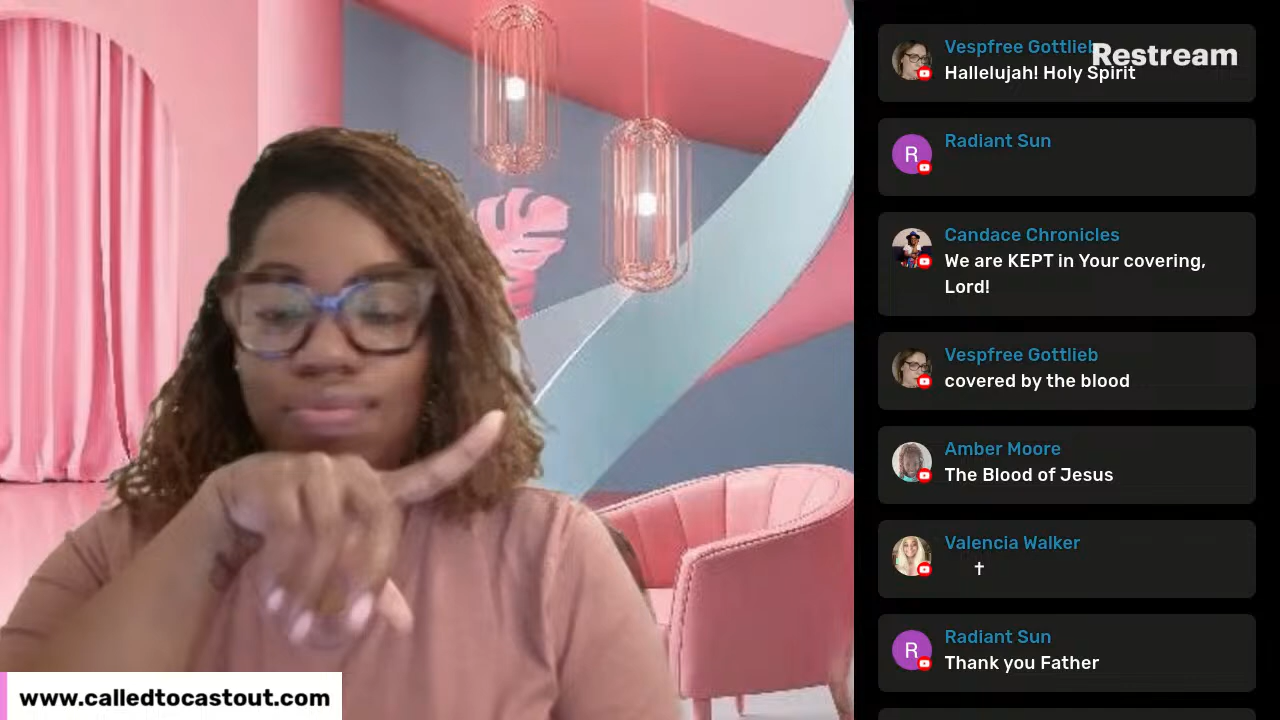 Vespfree Gottlieb
Restream
Hallelujah! Holy Spirit
R
Radiant Sun
Candace Chronicles
We are KEPT in Your covering,
Lord!
Vespfree Gottlieb
covered by the blood
Amber Moore
The Blood of Jesus
Valencia Walker
✝
R
Radiant Sun
Thank you Father
www.calledtocastout.com